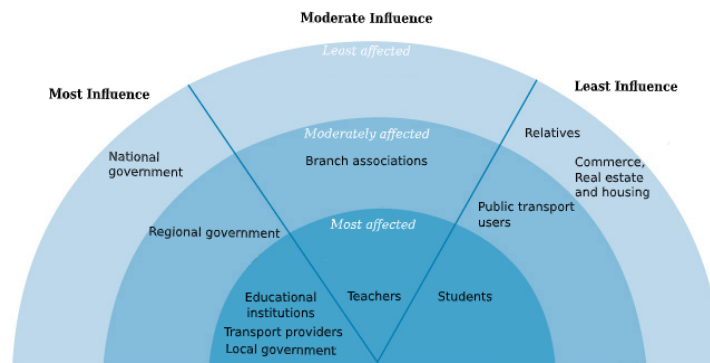 Moderate Influence
Least affected
Most Influence
Least Influence
Moderately affected
Relatives
National
government
Branch associations
Commerce,
Real estate
and housing
Public transport
users
Most affected
Regional government
Educational
institutions
Teachers
Students
Transport providers
Local government